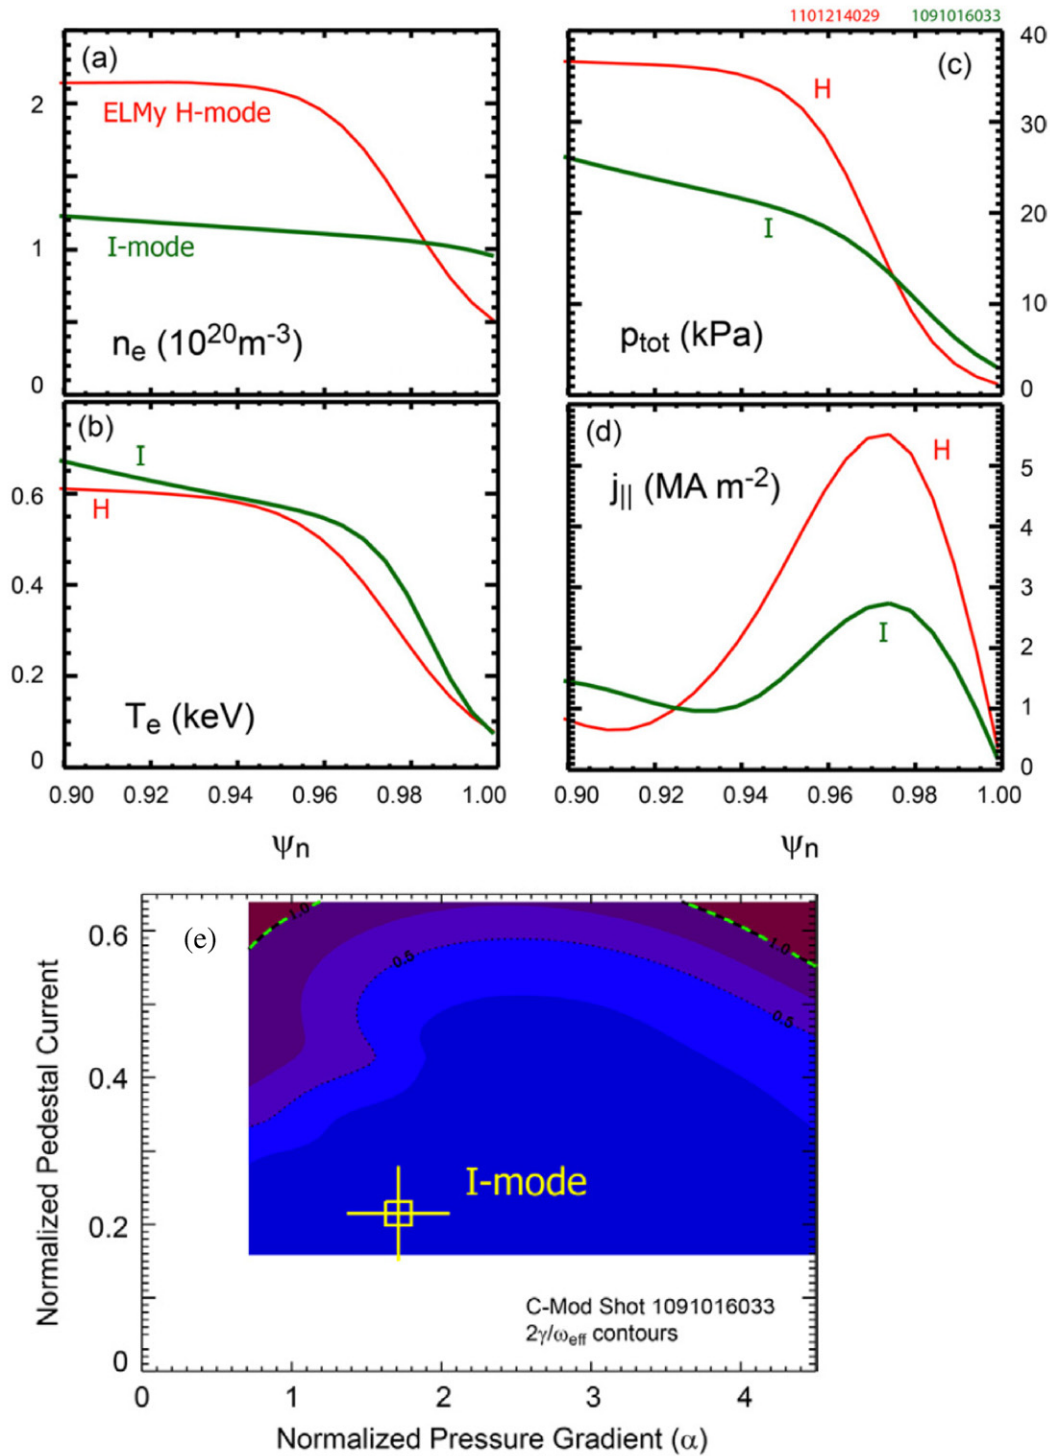 1101214029 1091016033
(a)
2
ELMy H-mode
1
I-mode
nₑ (10²⁰m⁻³)
0
(c)
40
H
30
I
20
10
pₜₒₜ (kPa)
0
(b)
I
0.6
H
0.4
0.2
Tₑ (keV)
0
0.90 0.92 0.94 0.96 0.98 1.00
ψₙ
(d)
H
j|| (MA m⁻²)
5
4
3
I
2
1
0
0.90 0.92 0.94 0.96 0.98 1.00
ψₙ
(e)
1.0
1.0
0.6
0.5
0.5
0.4
I-mode
0.2
C-Mod Shot 1091016033
2γ/ω_eff contours
0
0 1 2 3 4
Normalized Pedestal Current
Normalized Pressure Gradient (α)